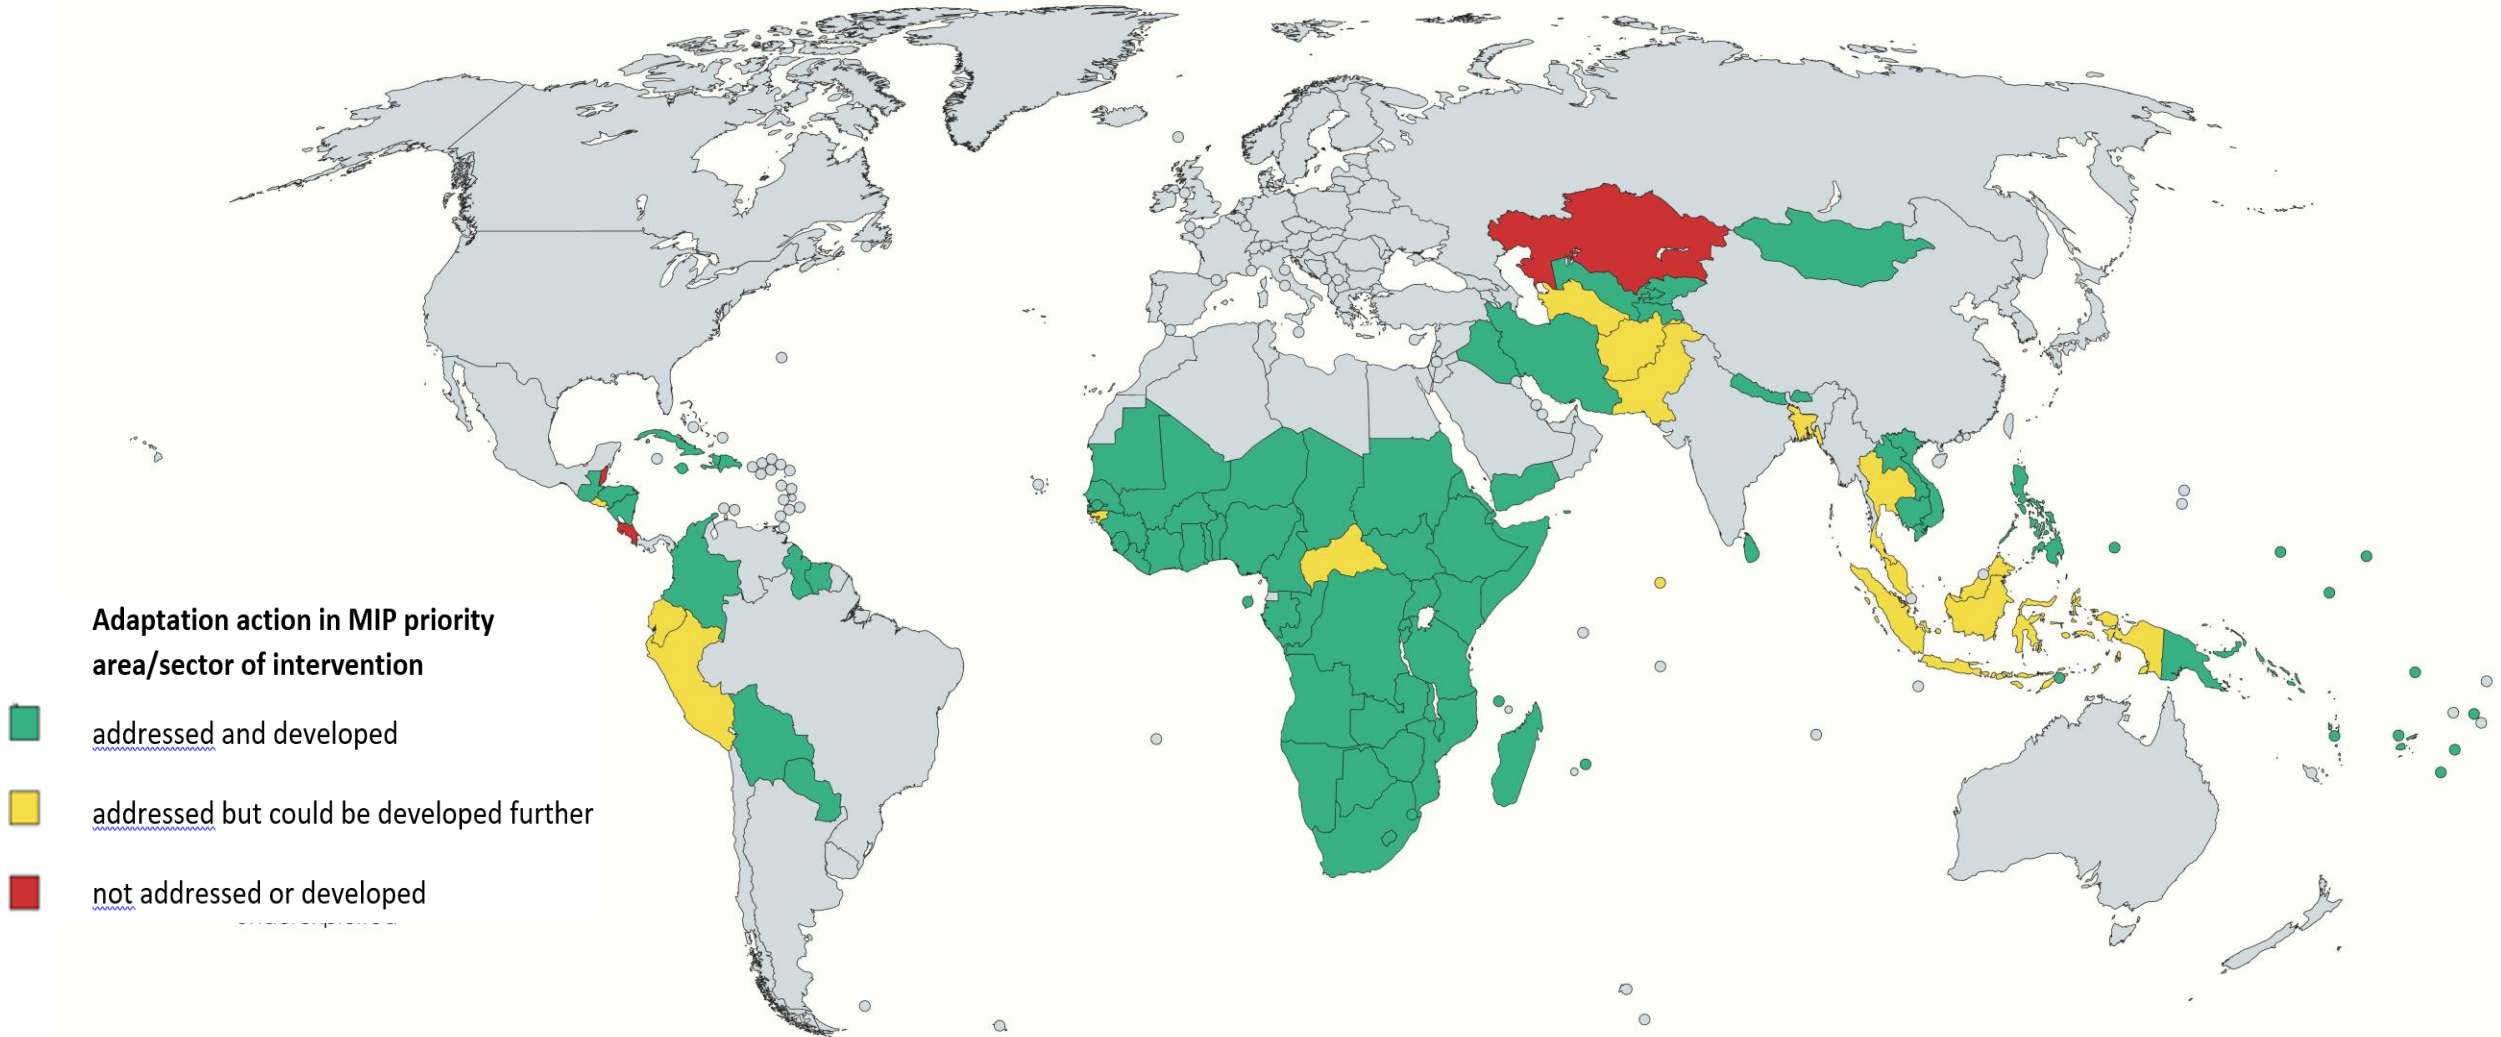 Adaptation action in MIP priority
area/sector of intervention
addressed and developed
addressed but could be developed further
not addressed or developed